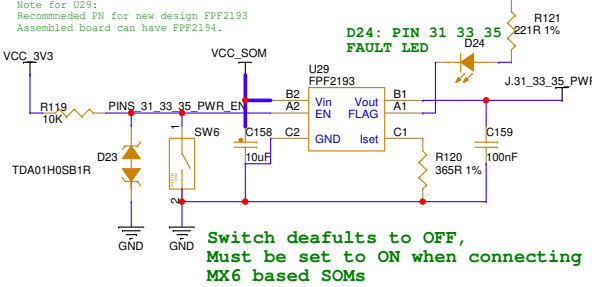 Note for U29:
Recommneded PN for new design FPF2193
Assembled board can have FPF2194.
R121
221R 1%
D24: PIN 31 33 35
FAULT LED
D24
VCC_3V3
VCC_SOM
U29
FPF2193
J.31_33_35_PWR
R119
10K
PINS_31_33_35_PWR_EN
B2
A2
C2
Vin
EN
GND
Vout
FLAG
Iset
B1
A1
C1
1
SW6
2
C158
10uF
C159
100nF
D23
TDA01H0SB1R
R120
365R 1%
GND
GND
Switch deafults to OFF,
Must be set to ON when connecting
MX6 based SOMs